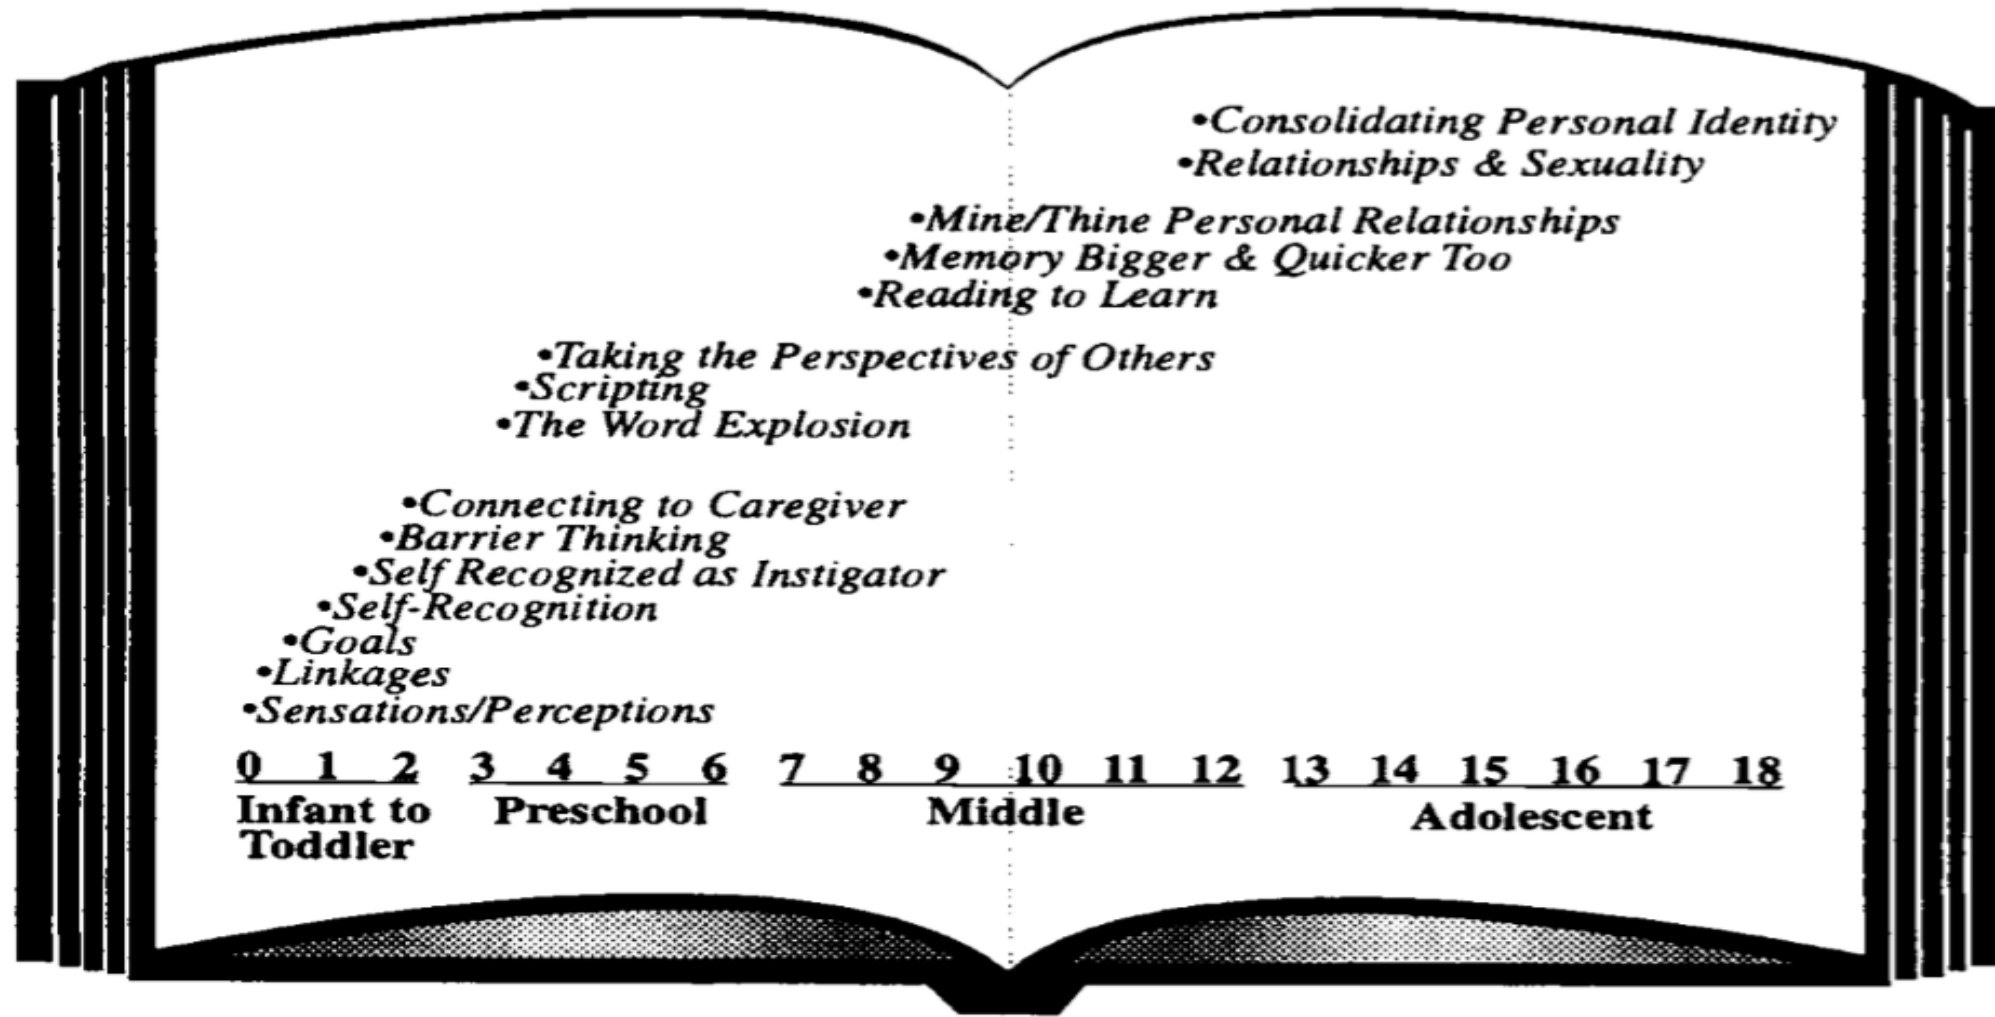 •Consolidating Personal Identity
•Relationships & Sexuality
•Mine/Thine Personal Relationships
•Memory Bigger & Quicker Too
•Reading to Learn
•Taking the Perspectives of Others
•Scripting
•The Word Explosion
•Connecting to Caregiver
•Barrier Thinking
•Self Recognized as Instigator
•Self-Recognition
•Goals
•Linkages
•Sensations/Perceptions
0 1 2 3 4 5 6 7 8 9 10 11 12 13 14 15 16 17 18
Infant to Preschool Middle Adolescent
Toddler